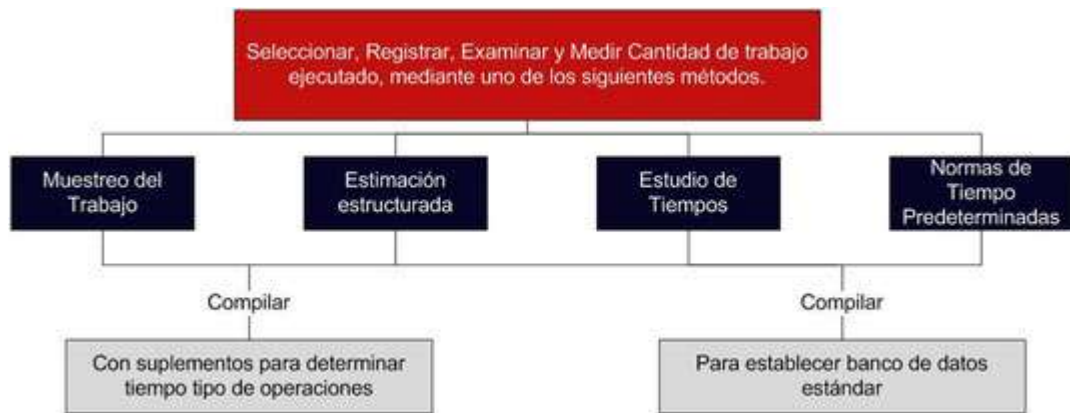 Seleccionar, Registrar, Examinar y Medir Cantidad de trabajo
ejecutado, mediante uno de los siguientes métodos.
Muestreo del
Trabajo
Estimación
estructurada
Estudio de
Tiempos
Normas de
Tiempo
Predeterminadas
Compilar
Compilar
Con suplementos para determinar
tiempo tipo de operaciones
Para establecer banco de datos
estándar